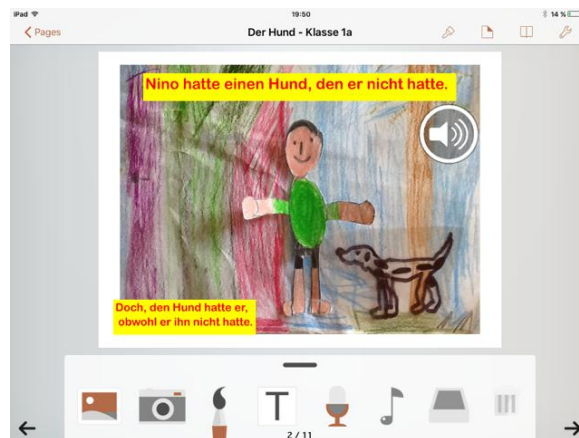 iPad 19:50 14 %
Pages Der Hund - Klasse 1a
Nino hatte einen Hund, den er nicht hatte.
Doch, den Hund hatte er,
obwohl er ihn nicht hatte.
T
2 / 11